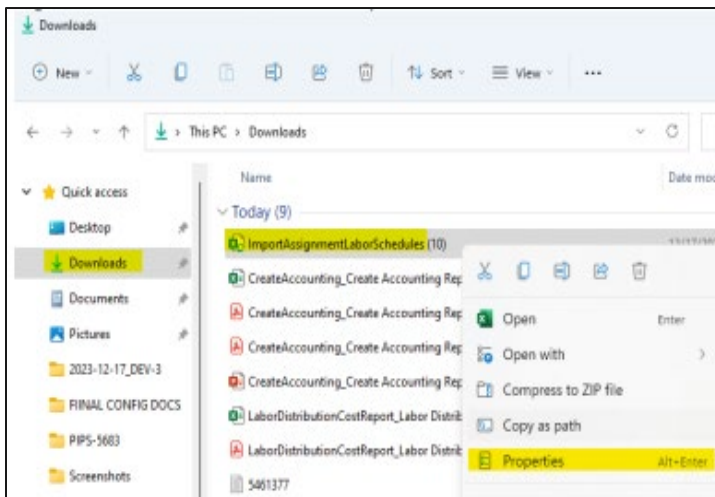 Downloads
New
Sort
View
This PC > Downloads
Name
Date mod
Quick access
Today (9)
Desktop
ImportAssignmentLaborSchedules (10)
Downloads
CreateAccounting_Create Accounting Rep
Documents
CreateAccounting_Create Accounting Rep
Open
Enter
Pictures
CreateAccounting_Create Accounting Rep
Open with
2023-12-17_DEV-3
CreateAccounting_Create Accounting Rep
Compress to ZIP file
FIINAL CONFIG DOCS
LaborDistributionCostReport_Labor Distrib
Copy as path
PIPS-5683
LaborDistributionCostReport_Labor Distrib
Properties
Alt+Enter
Screenshots
5461377